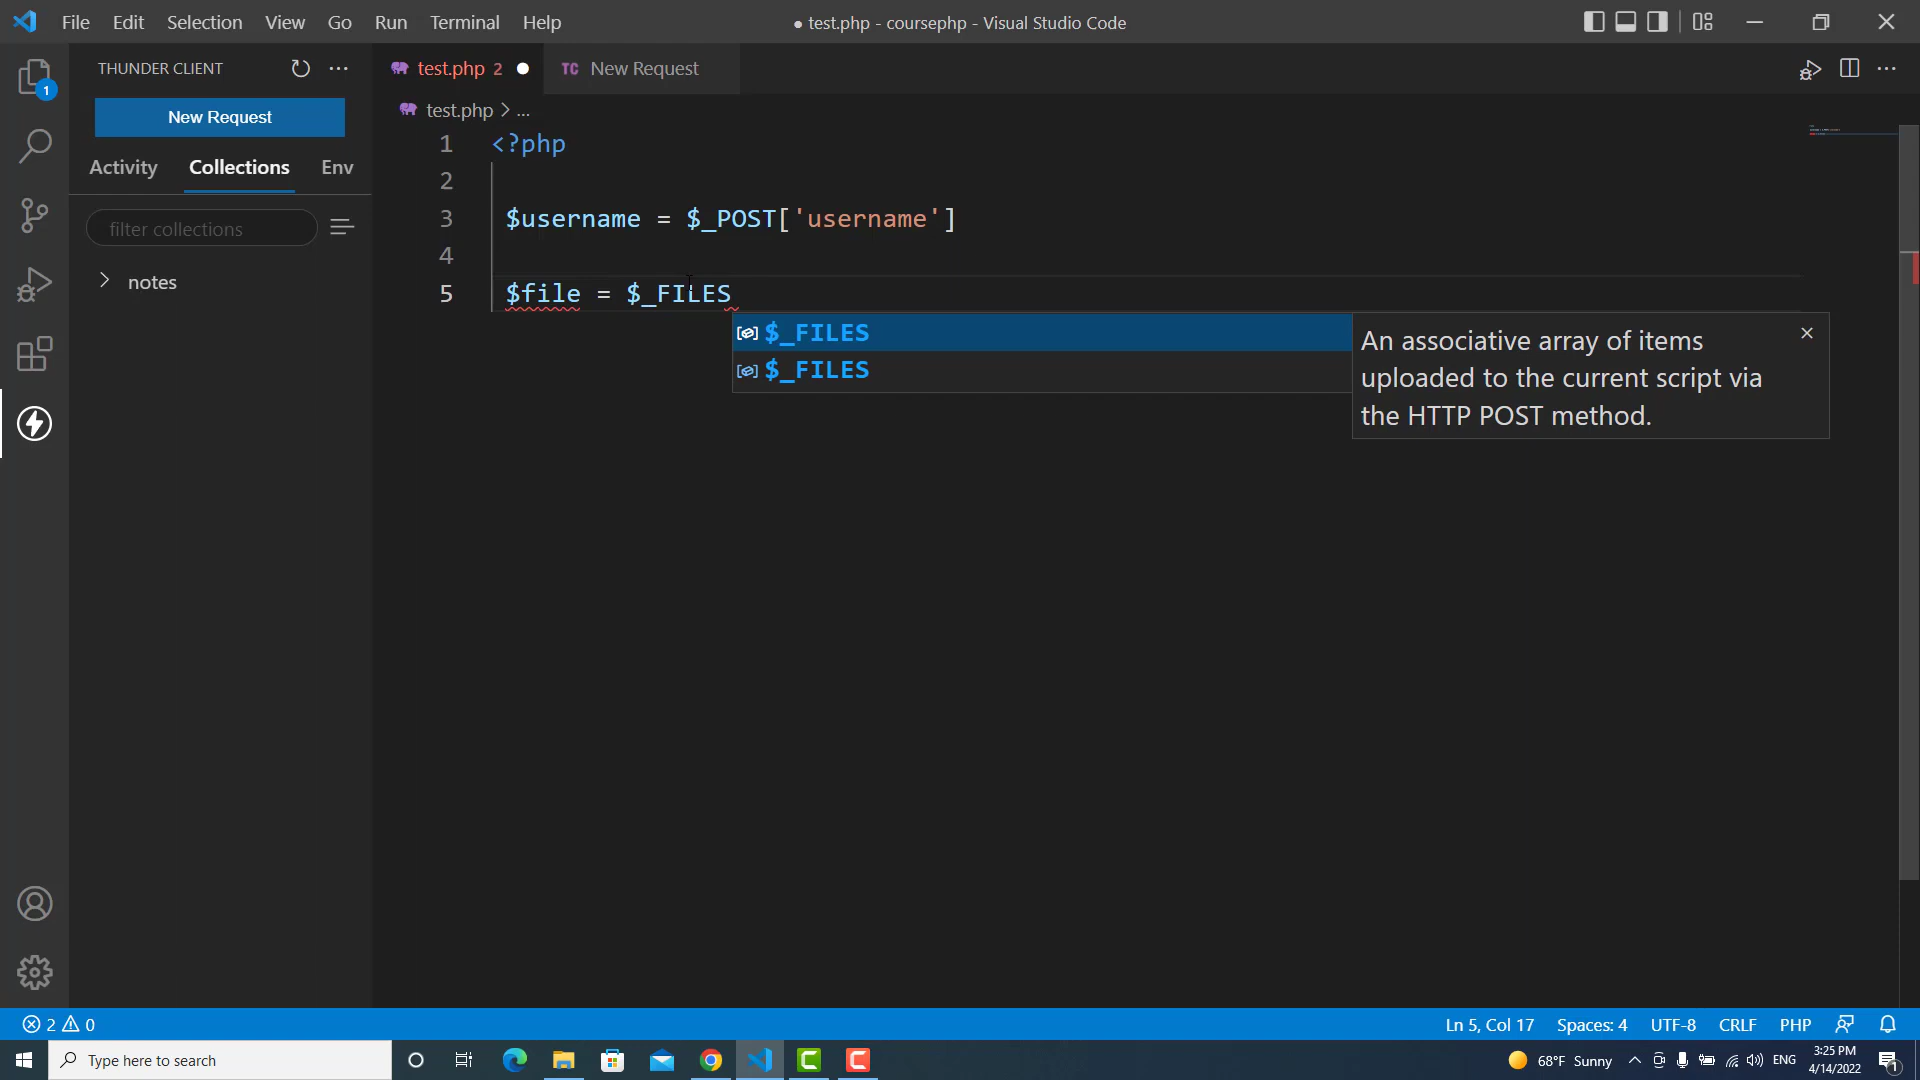 File Edit Selection View Go Run Terminal Help
● test.php - coursephp - Visual Studio Code
THUNDER CLIENT
New Request
Activity Collections Env
filter collections
notes
1
test.php 2 ●
TC New Request
test.php > ...
1 <?php
2
3 $username = $_POST['username']
4
5 $file = $_FILES
$_FILES
$_FILES
An associative array of items
uploaded to the current script via
the HTTP POST method.
2 0
Ln 5, Col 17 Spaces: 4 UTF-8 CRLF PHP
Type here to search
68°F Sunny
ENG
3:25 PM
4/14/2022
1